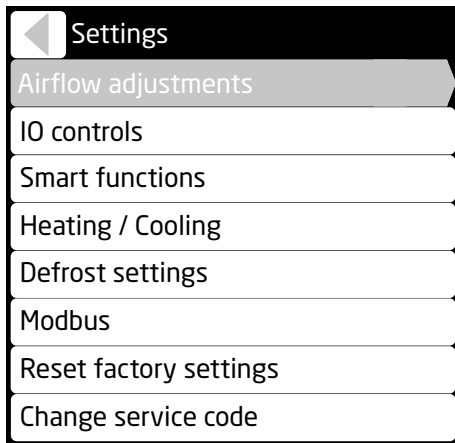 Settings
Airflow adjustments
IO controls
Smart functions
Heating / Cooling
Defrost settings
Modbus
Reset factory settings
Change service code